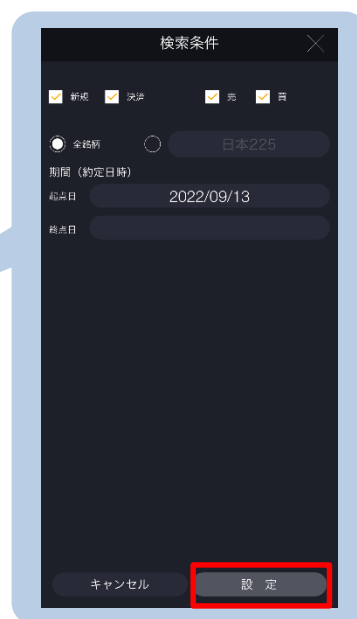 検索条件
新規 決済 売 買
全銘柄 日本225
期間（約定日時）
起点日 2022/09/13
終点日
キャンセル 設 定